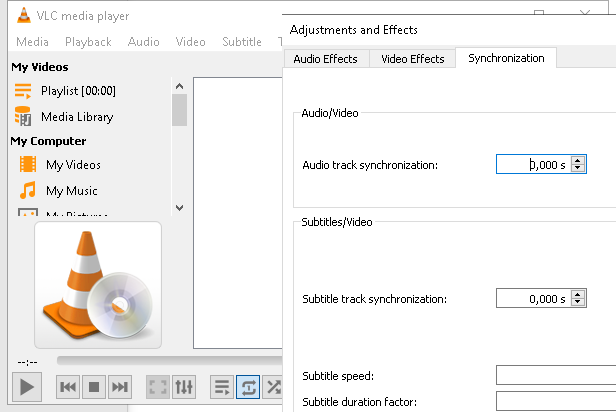 VLC media player
Media Playback Audio Video Subtitle
My Videos
Playlist [00:00]
Media Library
My Computer
My Videos
My Music
My Pictures
--:--
Adjustments and Effects
Audio Effects Video Effects Synchronization
Audio/Video
Audio track synchronization: 0,000 s
Subtitles/Video
Subtitle track synchronization: 0,000 s
Subtitle speed:
Subtitle duration factor: